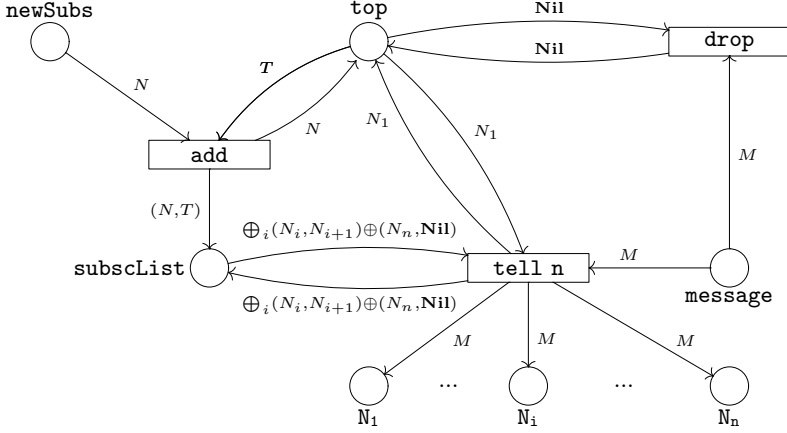 newSubs
top
Nil
Nil
drop
N
T
N
N₁
N₁
M
add
(N,T)
⊕ᵢ(Nᵢ,Nᵢ₊₁)⊕(Nₙ,Nil)
subscList
tell n
M
message
⊕ᵢ(Nᵢ,Nᵢ₊₁)⊕(Nₙ,Nil)
M
M
M
...
...
N₁
Nᵢ
Nₙ